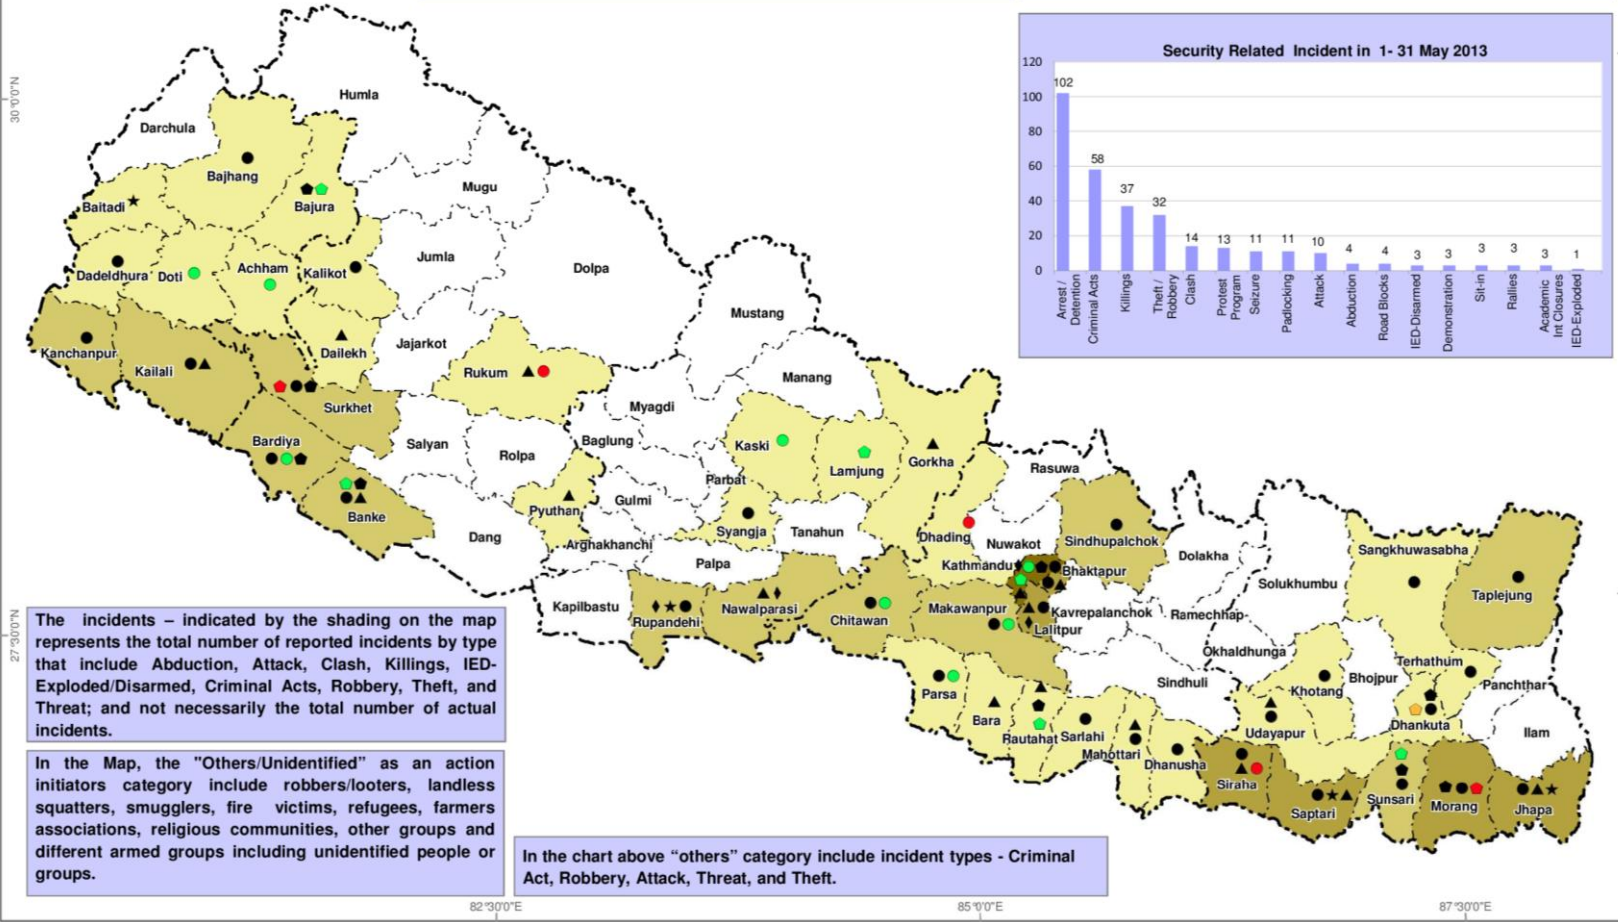 Security Related Incident in 1- 31 May 2013
120
100
80
60
40
20
0
102
58
37
32
14
13
11
11
10
4
4
3
3
3
3
3
1
Arrest /
Detention
Criminal Acts
Killings
Theft /
Robbery
Clash
Protest
Program
Seizure
Padlocking
Attack
Abduction
Road Blocks
IED-Disarmed
Demonstration
Sit-in
Rallies
Academic
Int Closures
IED-Exploded
30°0'0"N
27°30'0"N
Humla
Darchula
Bajhang
Mugu
Baitadi
Bajura
Jumla
Dolpa
Dadeldhura
Doti
Achham
Kalikot
Mustang
Kanchanpur
Kailali
Dailekh
Jajarkot
Rukum
Manang
Surkhet
Myagdi
Bardiya
Salyan
Rolpa
Baglung
Kaski
Lamjung
Gorkha
Rasuwa
Parbat
Banke
Pyuthan
Gulmi
Syangja
Tanahun
Dang
Arghakhanchi
Dhading
Nuwakot
Sindhupalchok
Dolakha
Sangkhuwasabha
Palpa
Kathmandu
Bhaktapur
Solukhumbu
Taplejung
Kapilbastu
Rupandehi
Nawalparasi
Chitawan
Makawanpur
Kavrepalanchok
Lalitpur
Ramechhap
Okhaldhunga
Terhathum
Panchthar
Sindhuli
Khotang
Bhojpur
Parsa
Bara
Rautahat
Sarlahi
Mahottari
Dhanusha
Udayapur
Dhankuta
Ilam
Siraha
Saptari
Sunsari
Morang
Jhapa
The incidents – indicated by the shading on the map
represents the total number of reported incidents by type
that include Abduction, Attack, Clash, Killings, IED-
Exploded/Disarmed, Criminal Acts, Robbery, Theft, and
Threat; and not necessarily the total number of actual
incidents.
In the Map, the "Others/Unidentified” as an action
initiators category include robbers/looters, landless
squatters, smugglers, fire victims, refugees, farmers
associations, religious communities, other groups and
different armed groups including unidentified people or
groups.
In the chart above “others” category include incident types - Criminal
Act, Robbery, Attack, Threat, and Theft.
82°30'0"E
85°0'0"E
87°30'0"E